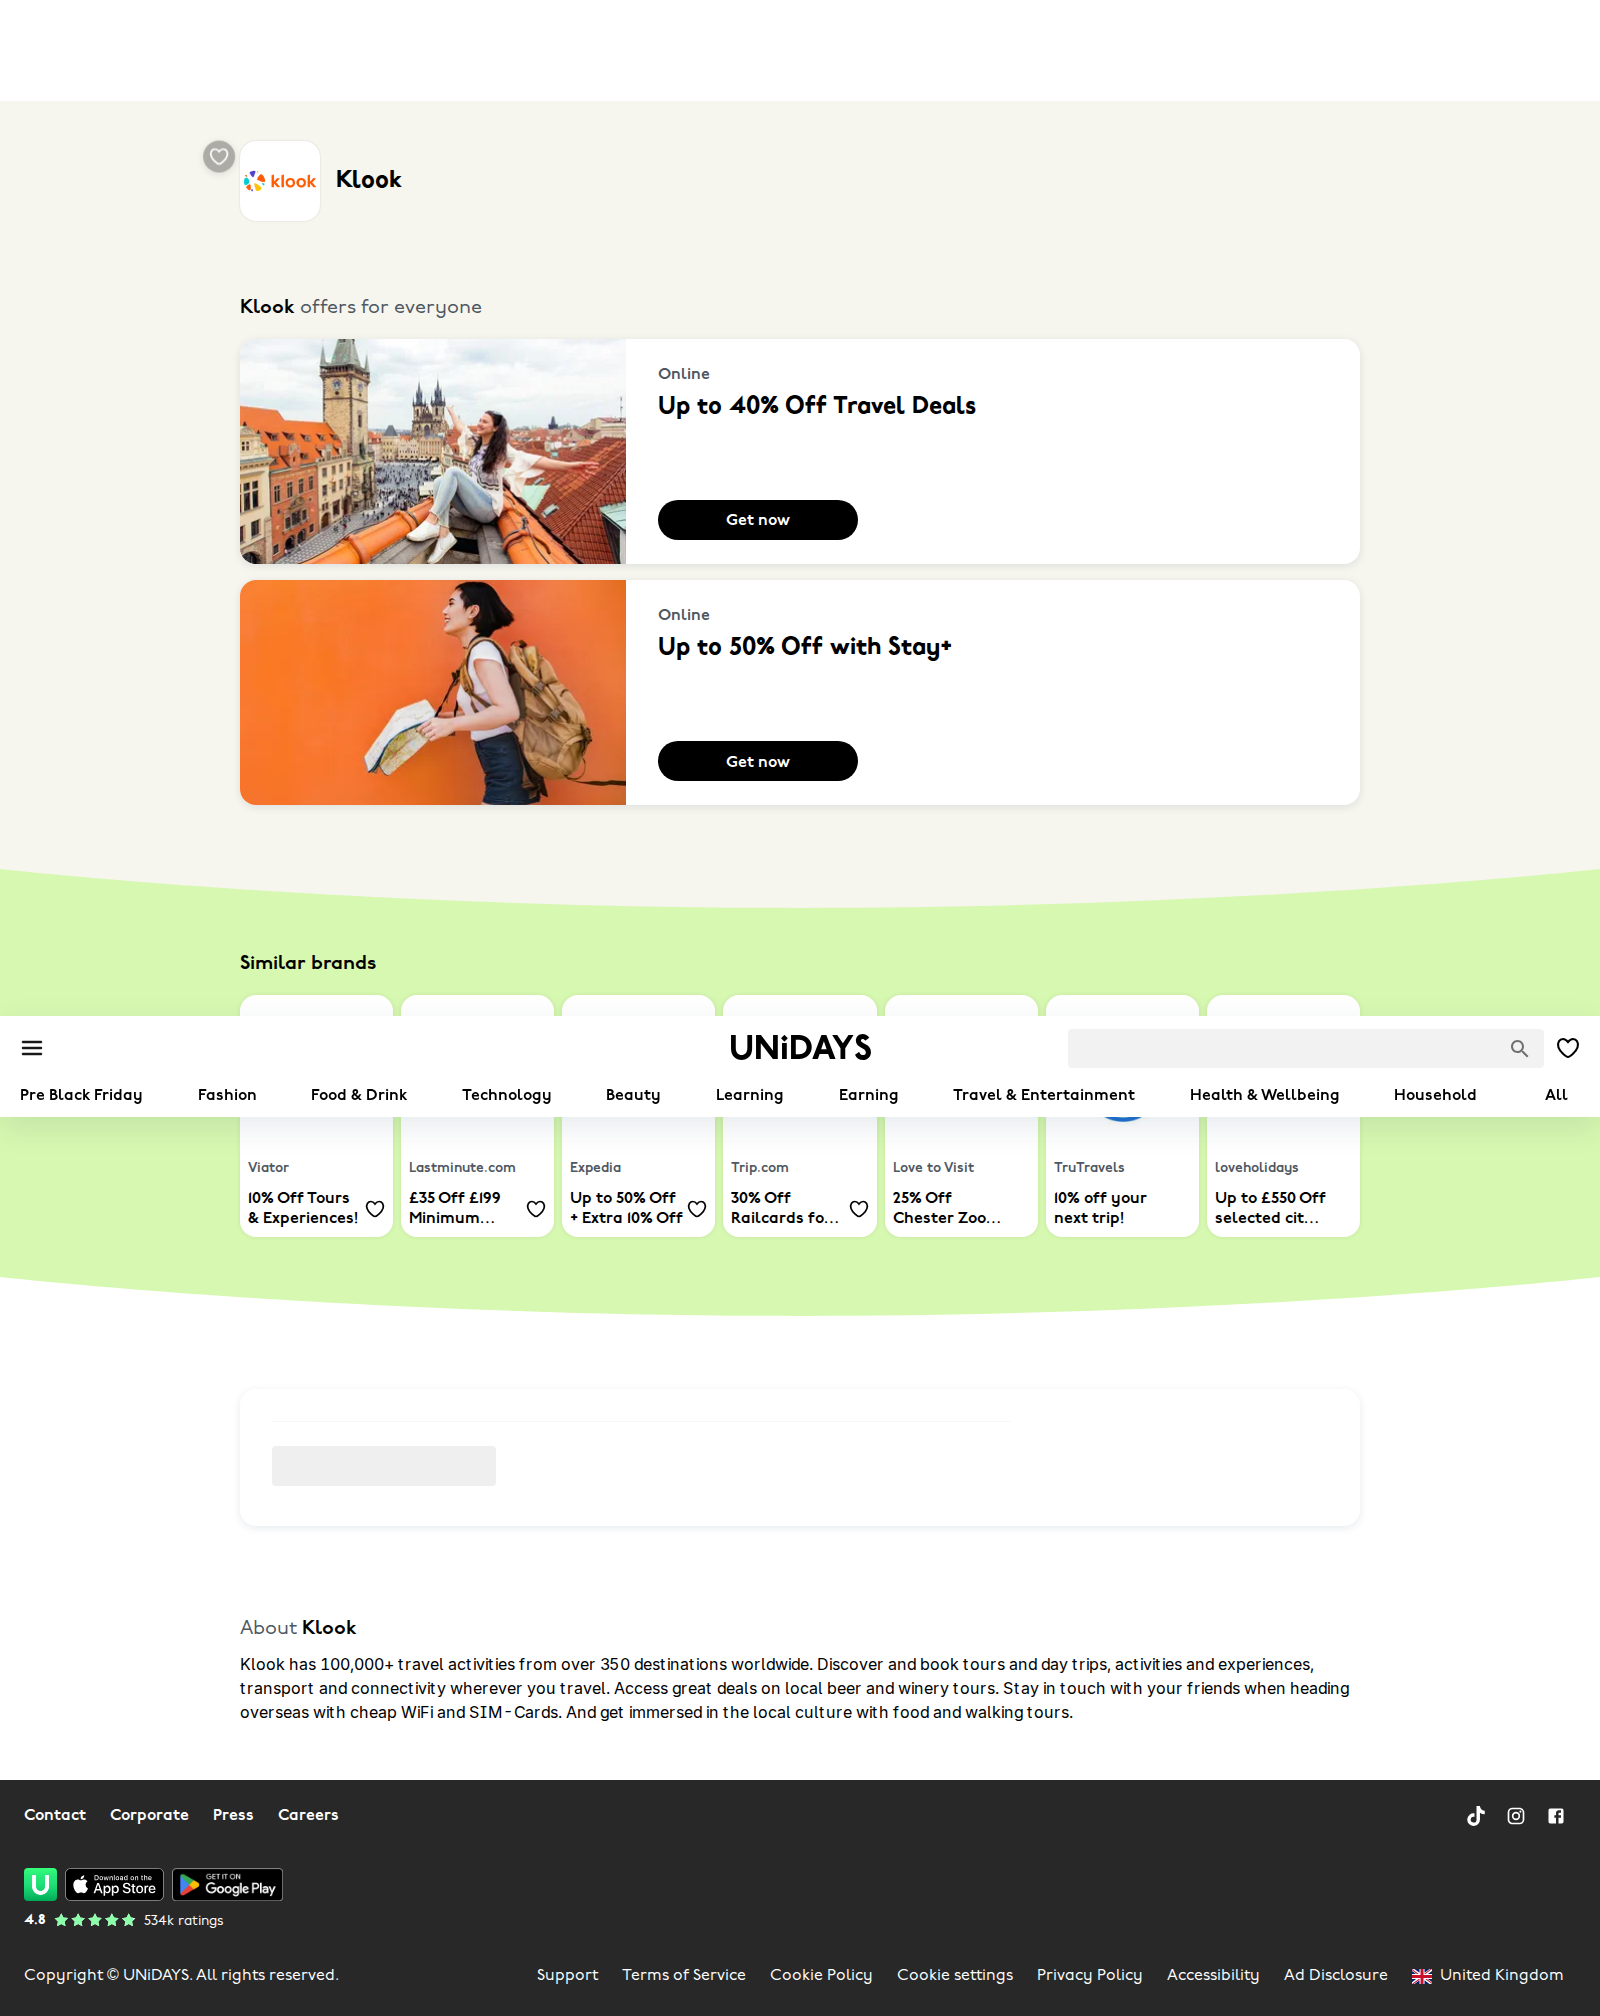 klook
Klook
Klook offers for everyone
Online
Up to 40% Off Travel Deals
Get now
Online
Up to 50% Off with Stay+
Get now
Similar brands
UNiDAYS
Pre Black Friday
Fashion
Food & Drink
Technology
Beauty
Learning
Earning
Travel & Entertainment
Health & Wellbeing
Household
All
Viator
10% Off Tours
& Experiences!
Lastminute.com
£35 Off £199
Minimum...
Expedia
Up to 50% Off
+ Extra 10% Off
Trip.com
30% Off
Railcards fo...
Love to Visit
25% Off
Chester Zoo...
TruTravels
10% off your
next trip!
loveholidays
Up to £550 Off
selected cit...
About Klook
Klook has 100,000+ travel activities from over 350 destinations worldwide. Discover and book tours and day trips, activities and experiences,
transport and connectivity wherever you travel. Access great deals on local beer and winery tours. Stay in touch with your friends when heading
overseas with cheap WiFi and SIM-Cards. And get immersed in the local culture with food and walking tours.
Contact
Corporate
Press
Careers
U
Download on the
App Store
GET IT ON
Google Play
4.8
534k ratings
Copyright © UNiDAYS. All rights reserved.
Support
Terms of Service
Cookie Policy
Cookie settings
Privacy Policy
Accessibility
Ad Disclosure
United Kingdom